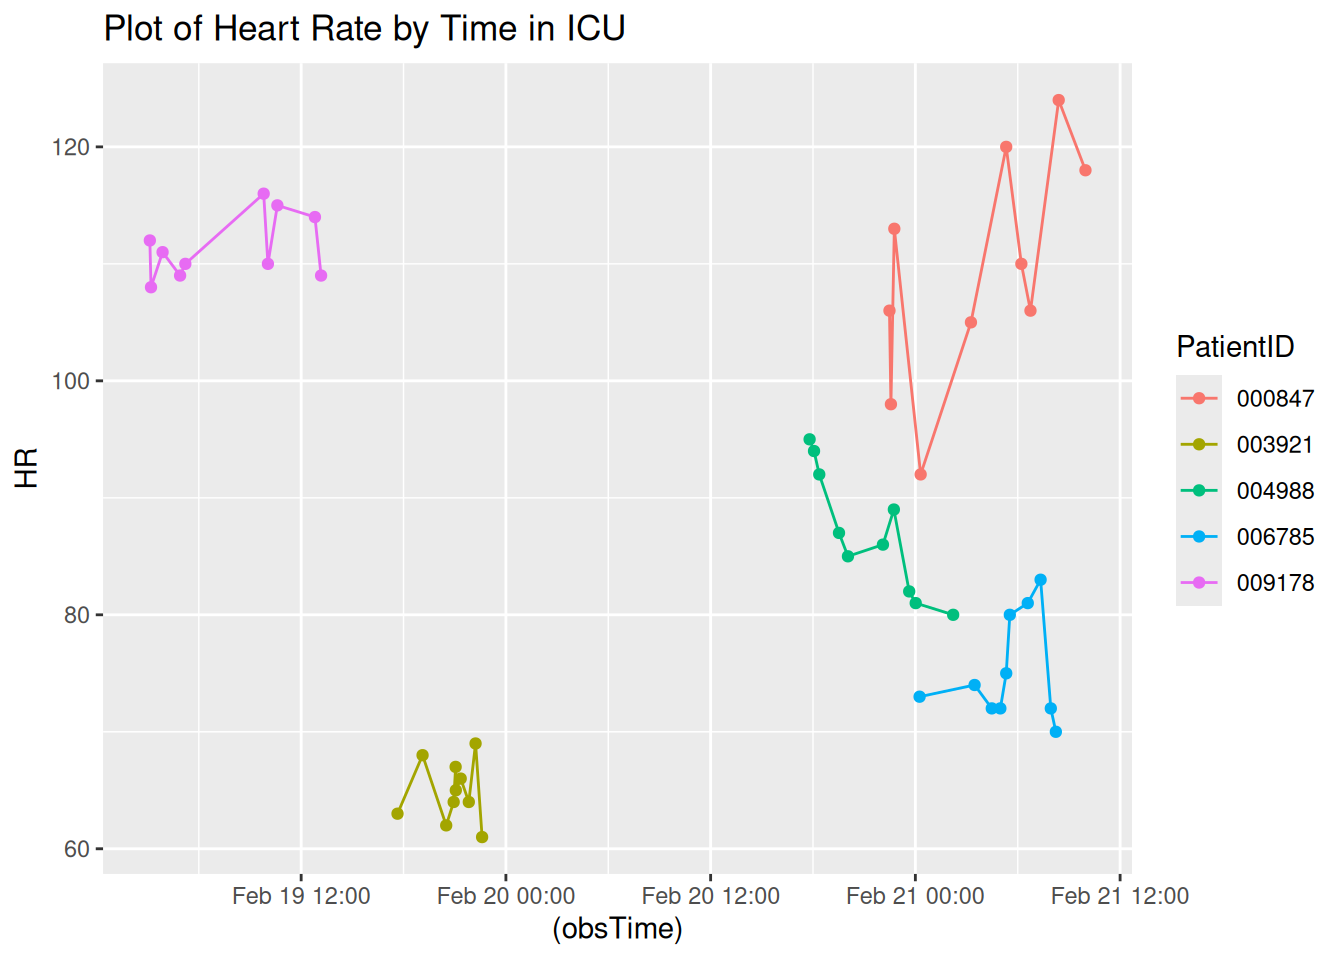 Plot of Heart Rate by Time in ICU
120
100
80
60
HR
Feb 19 12:00
Feb 20 00:00
Feb 20 12:00
Feb 21 00:00
Feb 21 12:00
(obsTime)
PatientID
000847
003921
004988
006785
009178